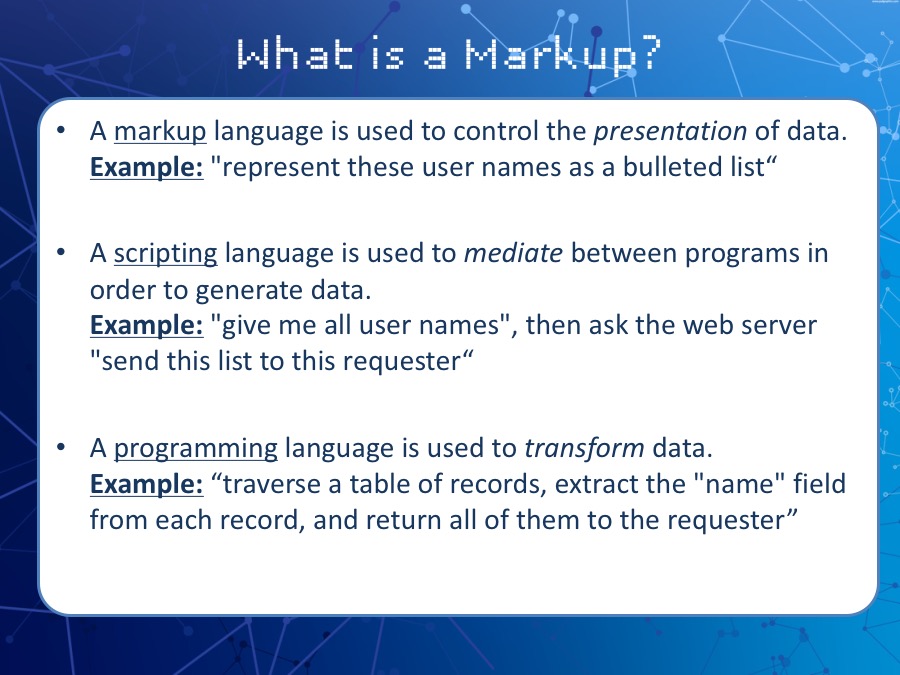 What is a Markup?
• A markup language is used to control the presentation of data.
Example: "represent these user names as a bulleted list“
• A scripting language is used to mediate between programs in
order to generate data.
Example: "give me all user names", then ask the web server
"send this list to this requester“
• A programming language is used to transform data.
Example: “traverse a table of records, extract the "name" field
from each record, and return all of them to the requester”